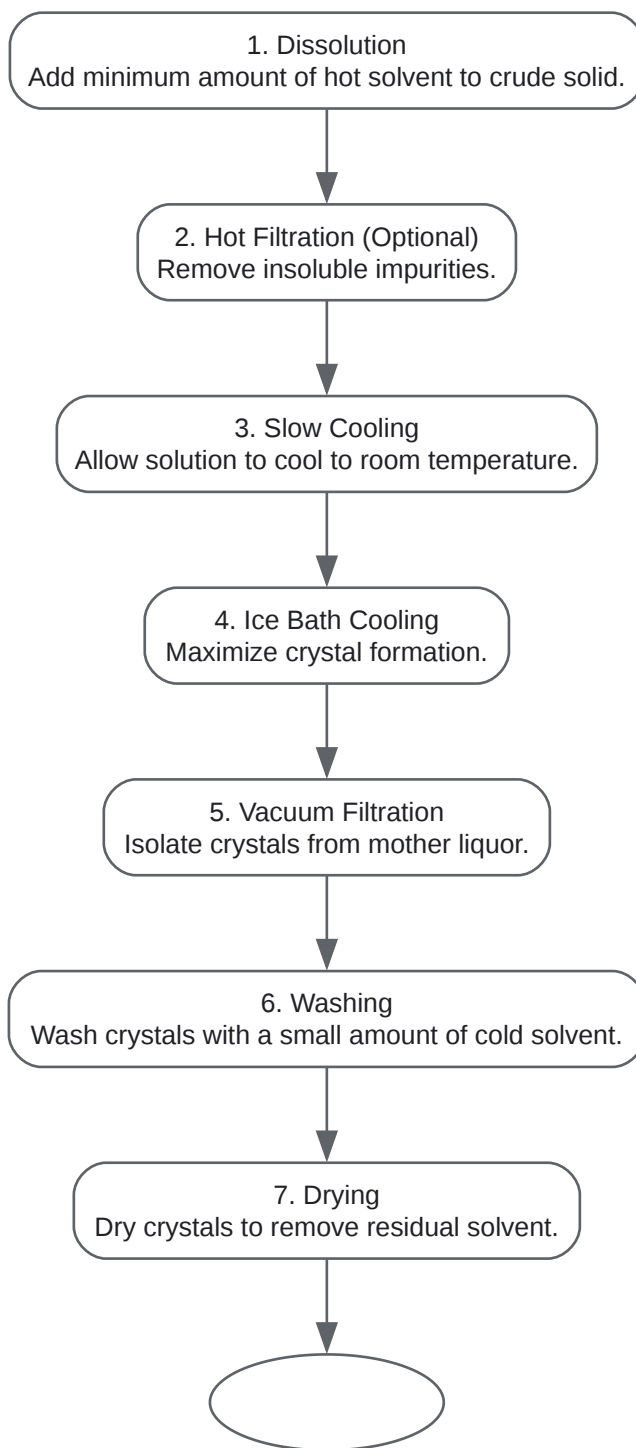 1. Dissolution
Add minimum amount of hot solvent to crude solid.
2. Hot Filtration (Optional)
Remove insoluble impurities.
3. Slow Cooling
Allow solution to cool to room temperature.
4. Ice Bath Cooling
Maximize crystal formation.
5. Vacuum Filtration
Isolate crystals from mother liquor.
6. Washing
Wash crystals with a small amount of cold solvent.
7. Drying
Dry crystals to remove residual solvent.